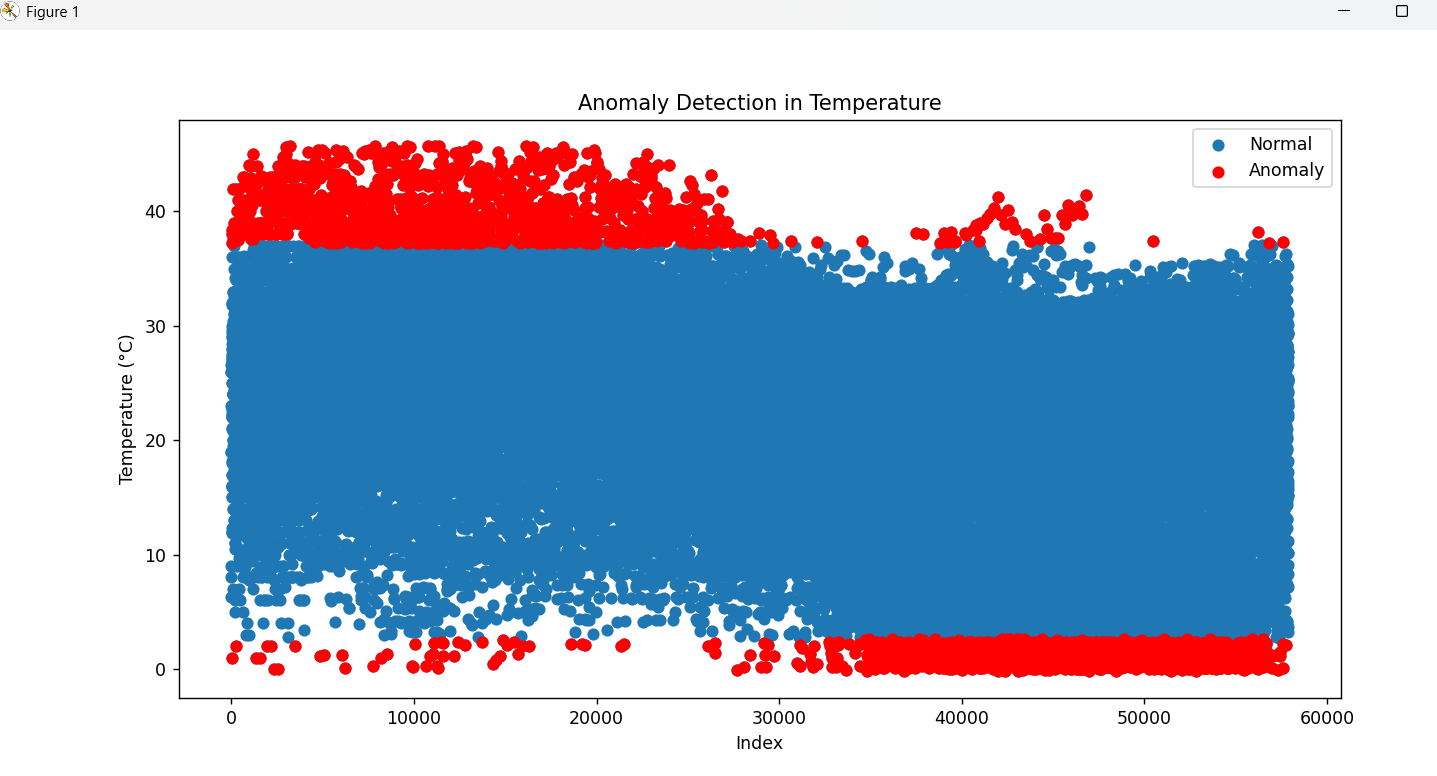 Figure 1
Anomaly Detection in Temperature
Normal
Anomaly
Temperature (°C)
40
30
20
10
0
0 10000 20000 30000 40000 50000 60000
Index